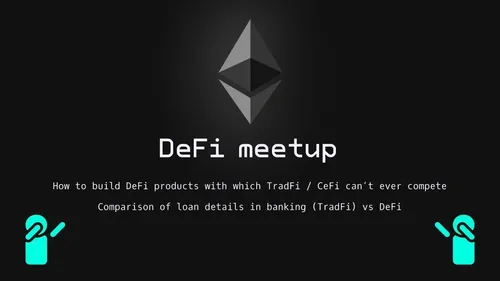 DeFi meetup
How to build DeFi products with which TradFi / CeFi can't ever compete
Comparison of loan details in banking (TradFi) vs DeFi